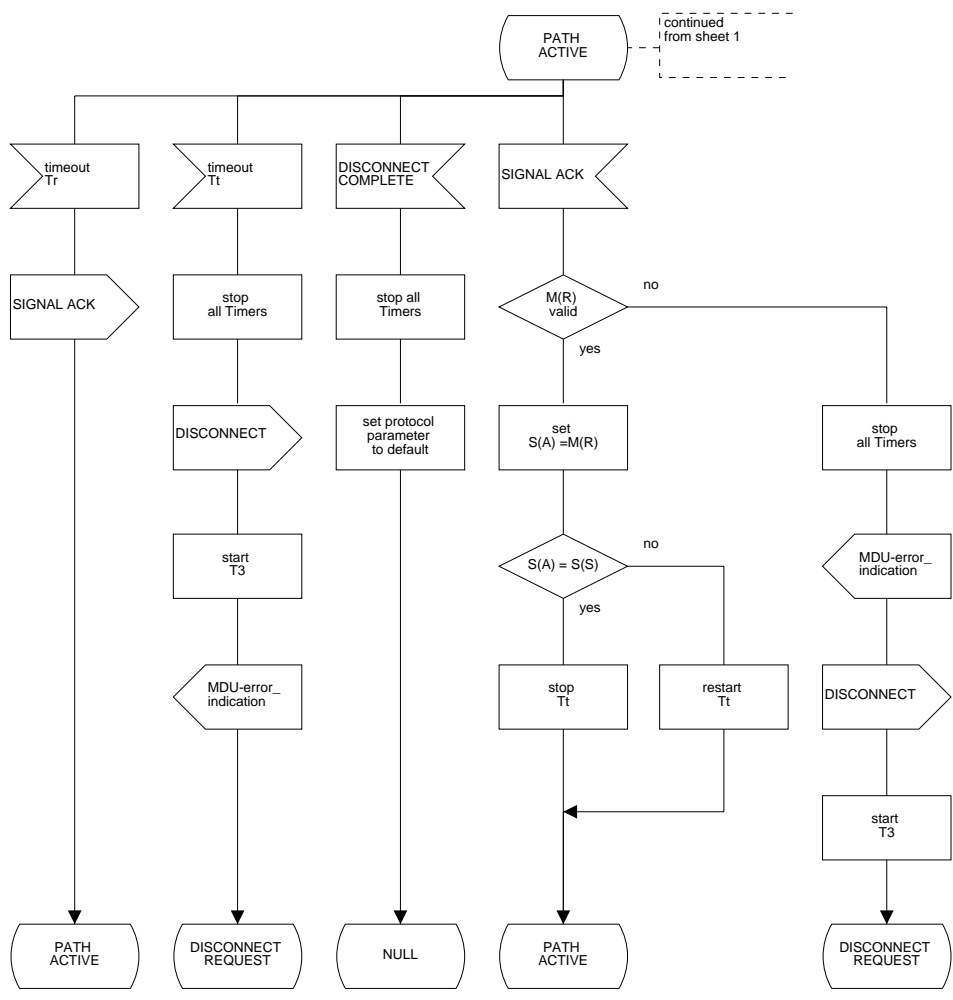 PATH
ACTIVE
continued
from sheet 1
timeout
Tr
timeout
Tt
DISCONNECT
COMPLETE
SIGNAL ACK
SIGNAL ACK
stop
all Timers
stop all
Timers
M(R)
valid
no
yes
DISCONNECT
set protocol
parameter
to default
set
S(A) =M(R)
stop
all Timers
start
T3
S(A) = S(S)
no
yes
MDU-error_
indication
MDU-error_
indication
stop
Tt
restart
Tt
DISCONNECT
start
T3
PATH
ACTIVE
DISCONNECT
REQUEST
NULL
PATH
ACTIVE
DISCONNECT
REQUEST